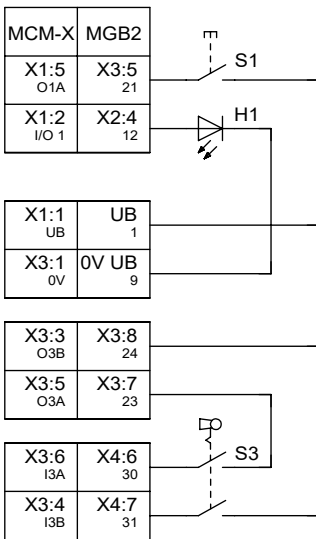 MCM-X MGB2
X1:5 X3:5 S1
O1A 21
X1:2 X2:4 H1
I/O 1 12
X1:1 UB
UB 1
X3:1 0V UB
0V 9
X3:3 X3:8
O3B 24
X3:5 X3:7
O3A 23
X3:6 X4:6 S3
I3A 30
X3:4 X4:7
I3B 31